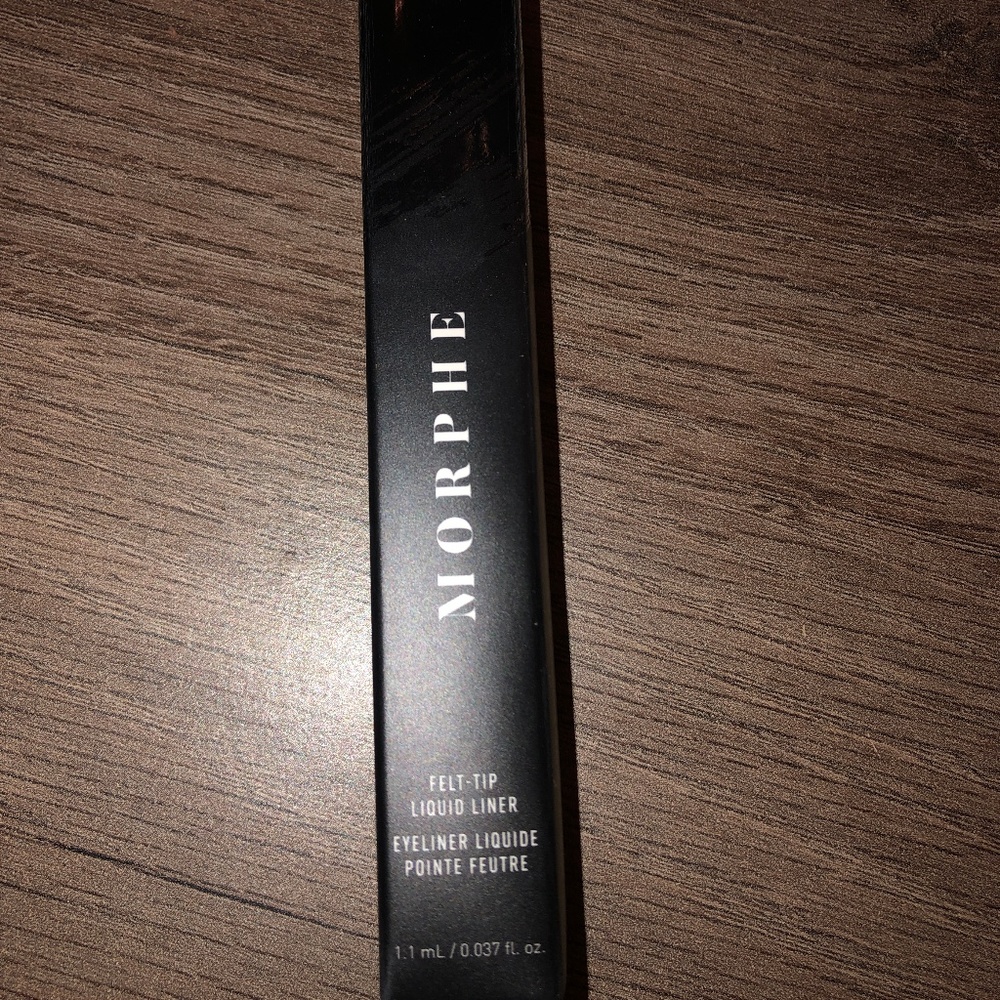 MORPHE
FELT-TIP
LIQUID LINER
EYELINER LIQUIDE
POINTE FEUTRE
1.1 mL / 0.037 fl. oz.